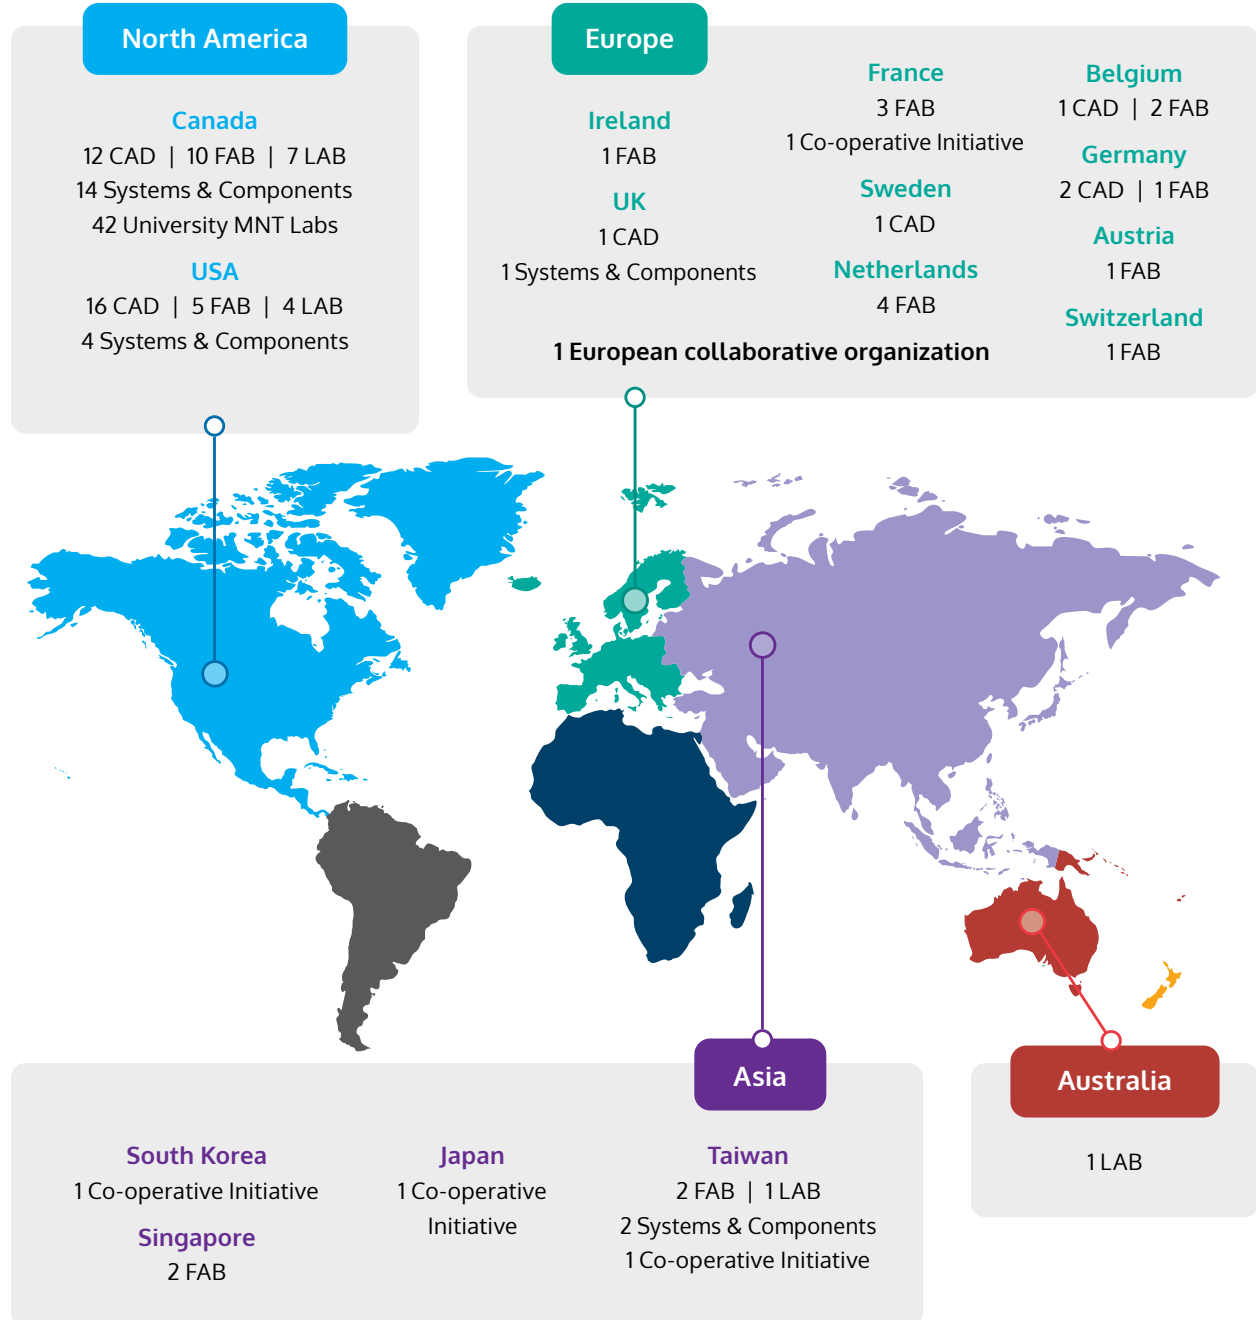 North America
Canada
12 CAD | 10 FAB | 7 LAB
14 Systems & Components
42 University MNT Labs
USA
16 CAD | 5 FAB | 4 LAB
4 Systems & Components
Europe
Ireland
1 FAB
UK
1 CAD
1 Systems & Components
France
3 FAB
1 Co-operative Initiative
Sweden
1 CAD
Netherlands
4 FAB
Belgium
1 CAD | 2 FAB
Germany
2 CAD | 1 FAB
Austria
1 FAB
Switzerland
1 FAB
1 European collaborative organization
Asia
South Korea
1 Co-operative Initiative
Singapore
2 FAB
Japan
1 Co-operative
Initiative
Taiwan
2 FAB | 1 LAB
2 Systems & Components
1 Co-operative Initiative
Australia
1 LAB